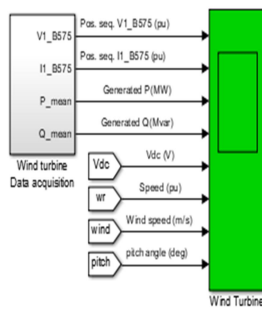 V1_B575
Pos. seq. V1_B575 (pu)
I1_B575
Pos. seq. I1_B575 (pu)
P_mean
Generated P(MW)
Q_mean
Generated Q(Mvar)
Wind turbine
Data acquisition
Vdc
Vdc (V)
wr
Speed (pu)
wind
Wind speed (m/s)
pitch
pitch angle (deg)
Wind Turbine